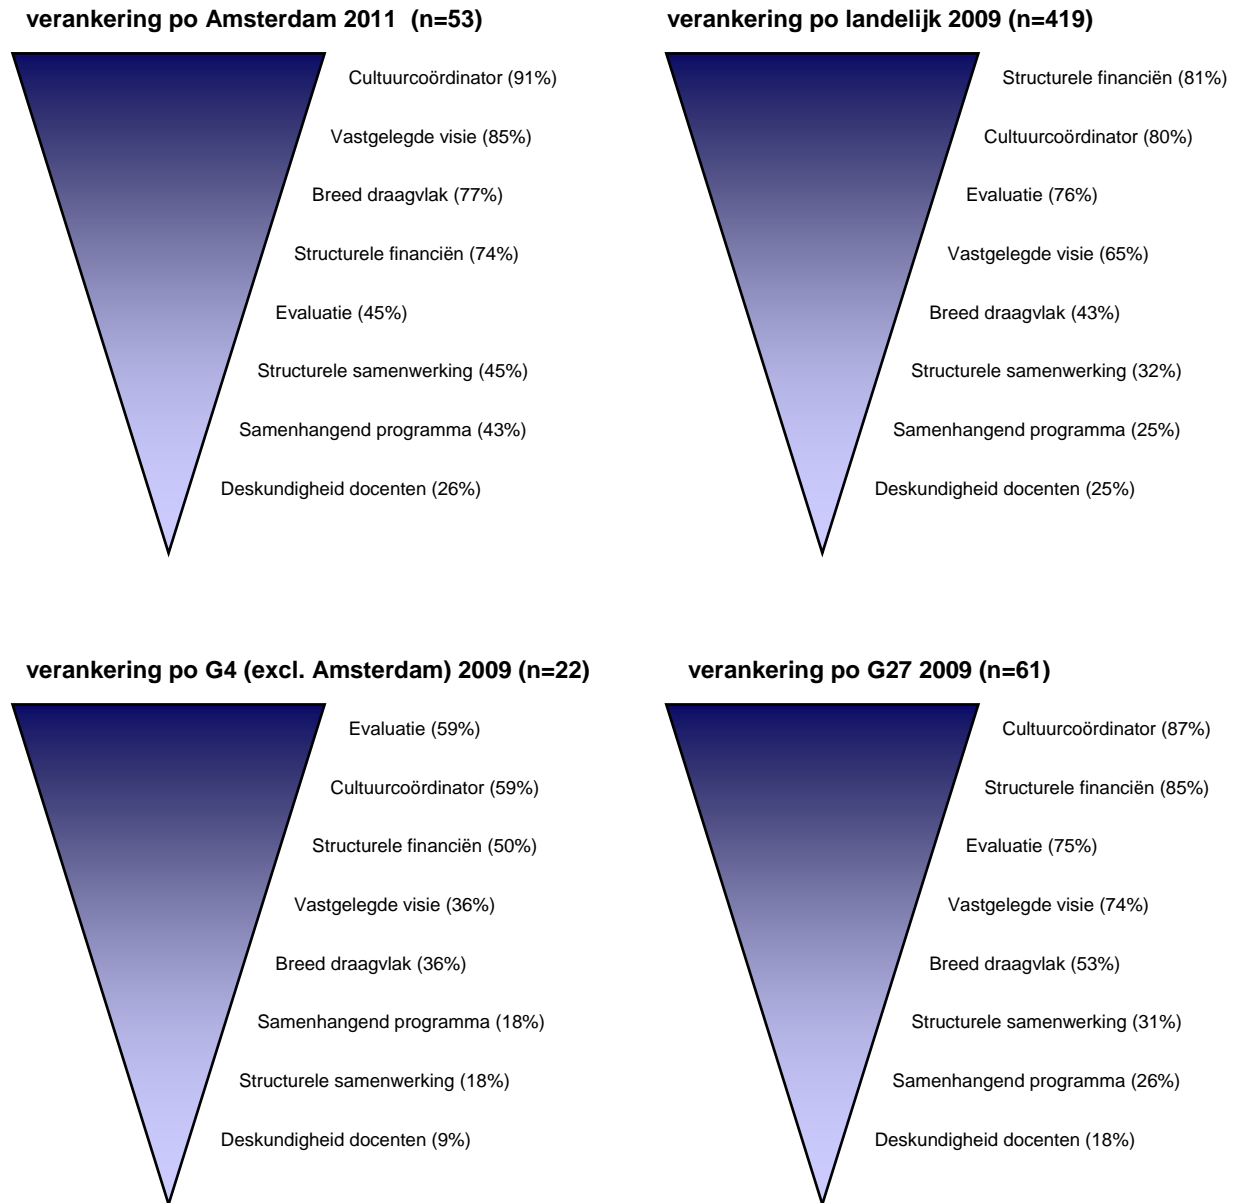 verankering po Amsterdam 2011  (n=53)
Cultuurcoördinator (91%)
Vastgelegde visie (85%)
Breed draagvlak (77%)
Structurele financiën (74%)
Evaluatie (45%)
Structurele samenwerking (45%)
Samenhangend programma (43%)
Deskundigheid docenten (26%)
verankering po landelijk 2009 (n=419)
Structurele financiën (81%)
Cultuurcoördinator (80%)
Evaluatie (76%)
Vastgelegde visie (65%)
Breed draagvlak (43%)
Structurele samenwerking (32%)
Samenhangend programma (25%)
Deskundigheid docenten (25%)
verankering po G4 (excl. Amsterdam) 2009 (n=22)
Evaluatie (59%)
Cultuurcoördinator (59%)
Structurele financiën (50%)
Vastgelegde visie (36%)
Breed draagvlak (36%)
Samenhangend programma (18%)
Structurele samenwerking (18%)
Deskundigheid docenten (9%)
verankering po G27 2009 (n=61)
Cultuurcoördinator (87%)
Structurele financiën (85%)
Evaluatie (75%)
Vastgelegde visie (74%)
Breed draagvlak (53%)
Structurele samenwerking (31%)
Samenhangend programma (26%)
Deskundigheid docenten (18%)